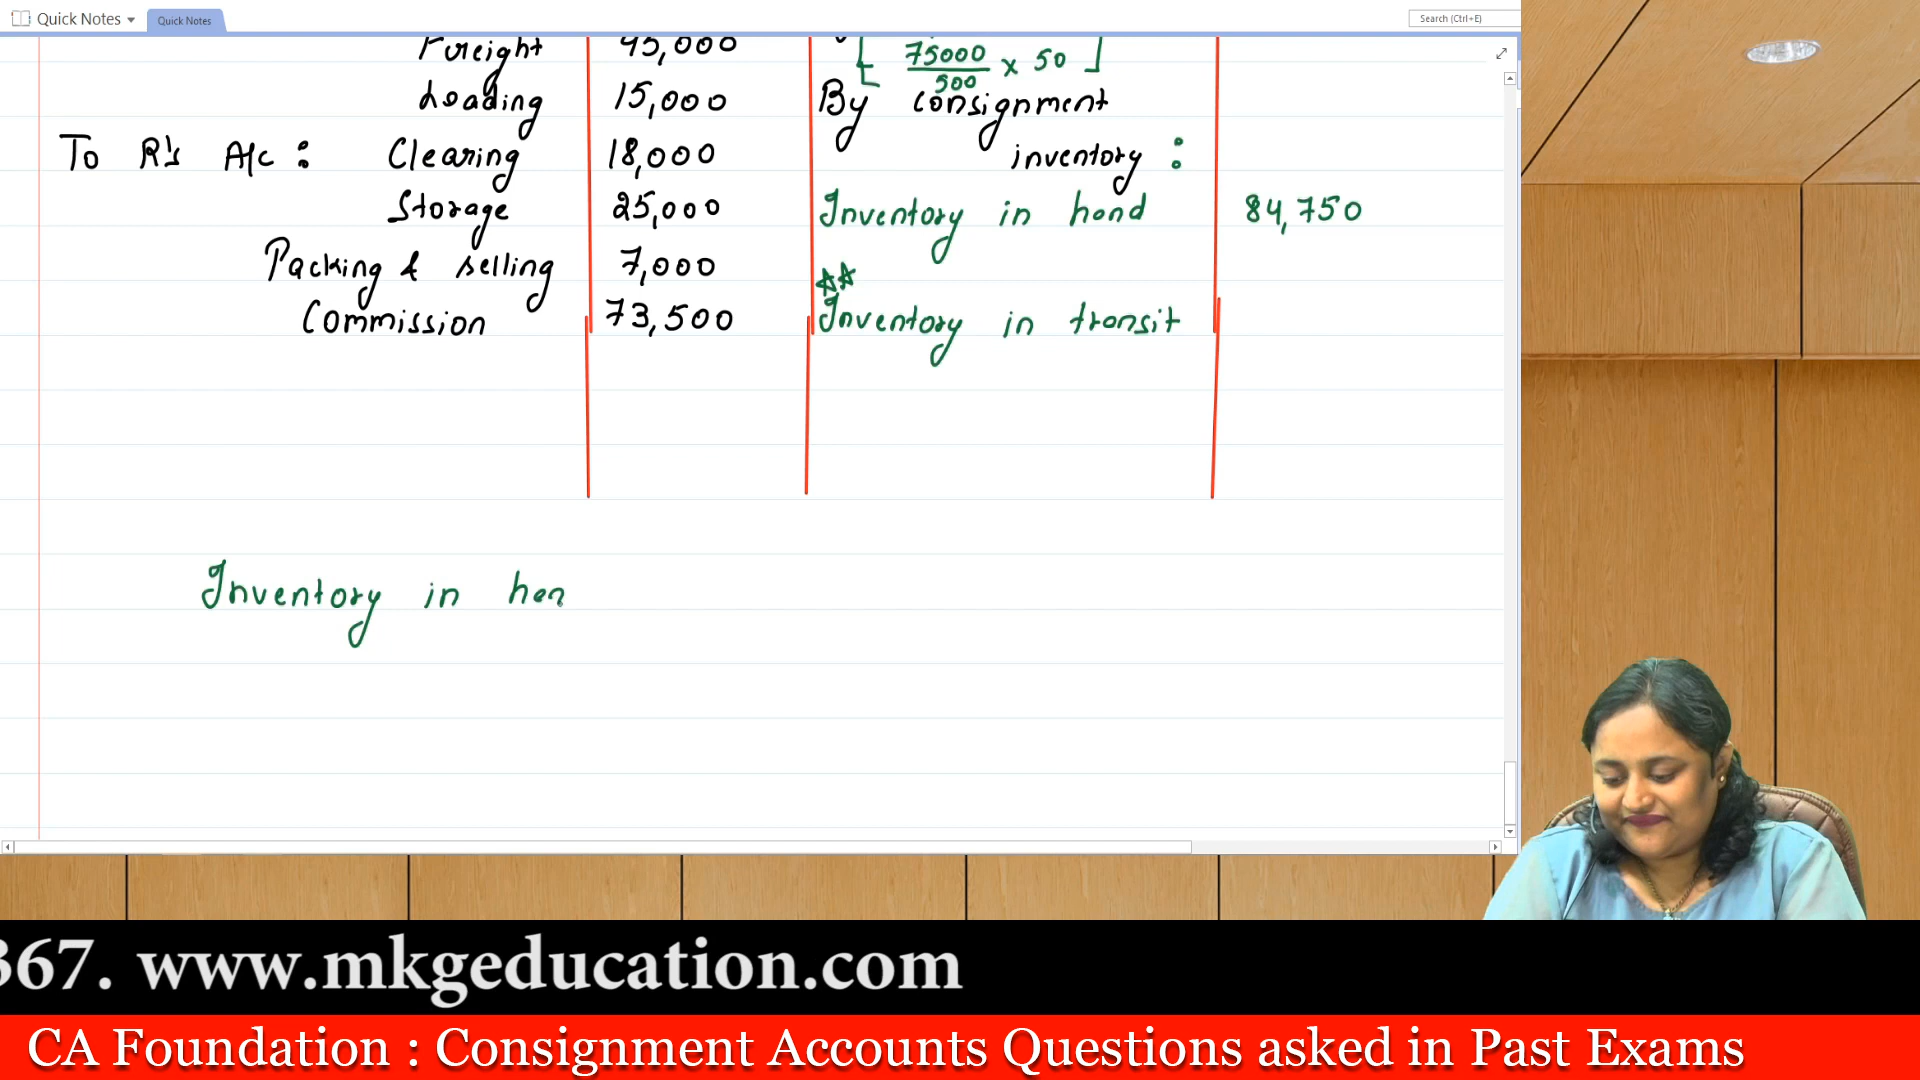 Quick Notes
Quick Notes
Search (Ctrl+E)
Freight 45,000
[ 75000 / 500 × 50 ]
Loading 15,000 By consignment
To R's A/c : Clearing 18,000 inventory :
Storage 25,000 Inventory in hand 84,750
Packing & selling 7,000
Commission 73,500 Inventory in transit
Inventory in han
367. www.mkgeducation.com
CA Foundation : Consignment Accounts Questions asked in Past Exams